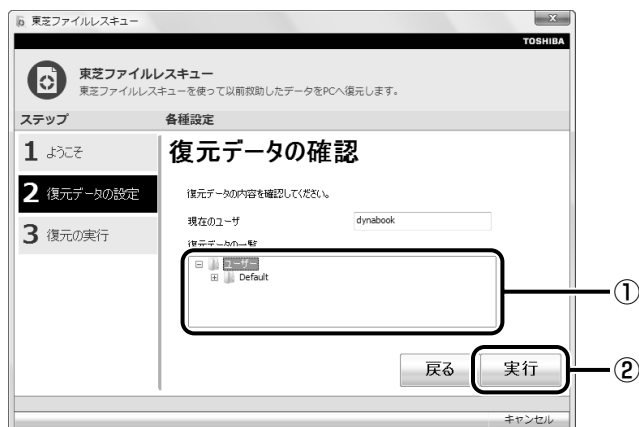 東芝ファイルレスキュー
TOSHIBA
東芝ファイルレスキュー
東芝ファイルレスキューを使って以前救助したデータをPCへ復元します。
ステップ
各種設定
1 ようこそ
2 復元データの設定
3 復元の実行
復元データの確認
復元データの内容を確認してください。
現在のユーザ
dynabook
復元データの一覧
ユーザー
Default
①
戻る
実行
②
キャンセル